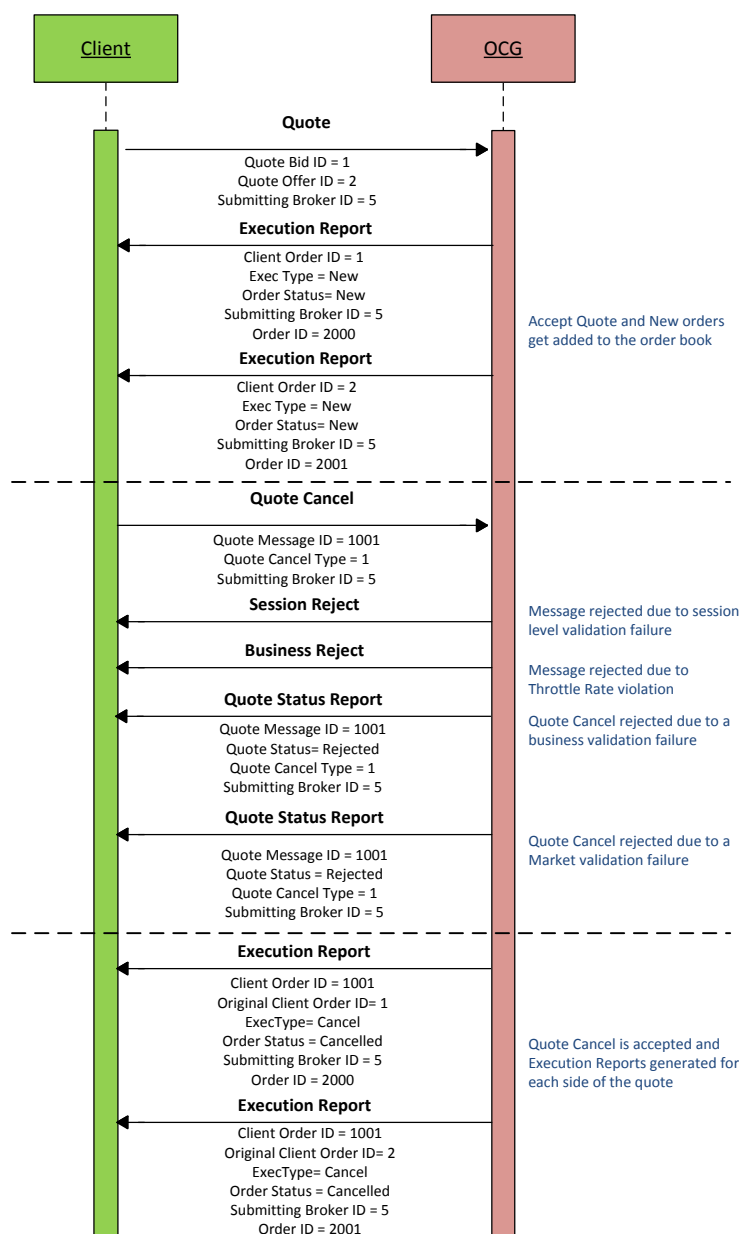 Client
OCG
Quote
Quote Bid ID = 1
Quote Offer ID = 2
Submitting Broker ID = 5
Execution Report
Client Order ID = 1
Exec Type = New
Order Status= New
Submitting Broker ID = 5
Order ID = 2000
Accept Quote and New orders
get added to the order book
Execution Report
Client Order ID = 2
Exec Type = New
Order Status= New
Submitting Broker ID = 5
Order ID = 2001
Quote Cancel
Quote Message ID = 1001
Quote Cancel Type = 1
Submitting Broker ID = 5
Session Reject
Message rejected due to session
level validation failure
Business Reject
Message rejected due to
Throttle Rate violation
Quote Status Report
Quote Message ID = 1001
Quote Status= Rejected
Quote Cancel Type = 1
Submitting Broker ID = 5
Quote Cancel rejected due to a
business validation failure
Quote Status Report
Quote Message ID = 1001
Quote Status = Rejected
Quote Cancel Type = 1
Submitting Broker ID = 5
Quote Cancel rejected due to a
Market validation failure
Execution Report
Client Order ID = 1001
Original Client Order ID= 1
ExecType= Cancel
Order Status = Cancelled
Submitting Broker ID = 5
Order ID = 2000
Quote Cancel is accepted and
Execution Reports generated for
each side of the quote
Execution Report
Client Order ID = 1001
Original Client Order ID= 2
ExecType= Cancel
Order Status = Cancelled
Submitting Broker ID = 5
Order ID = 2001